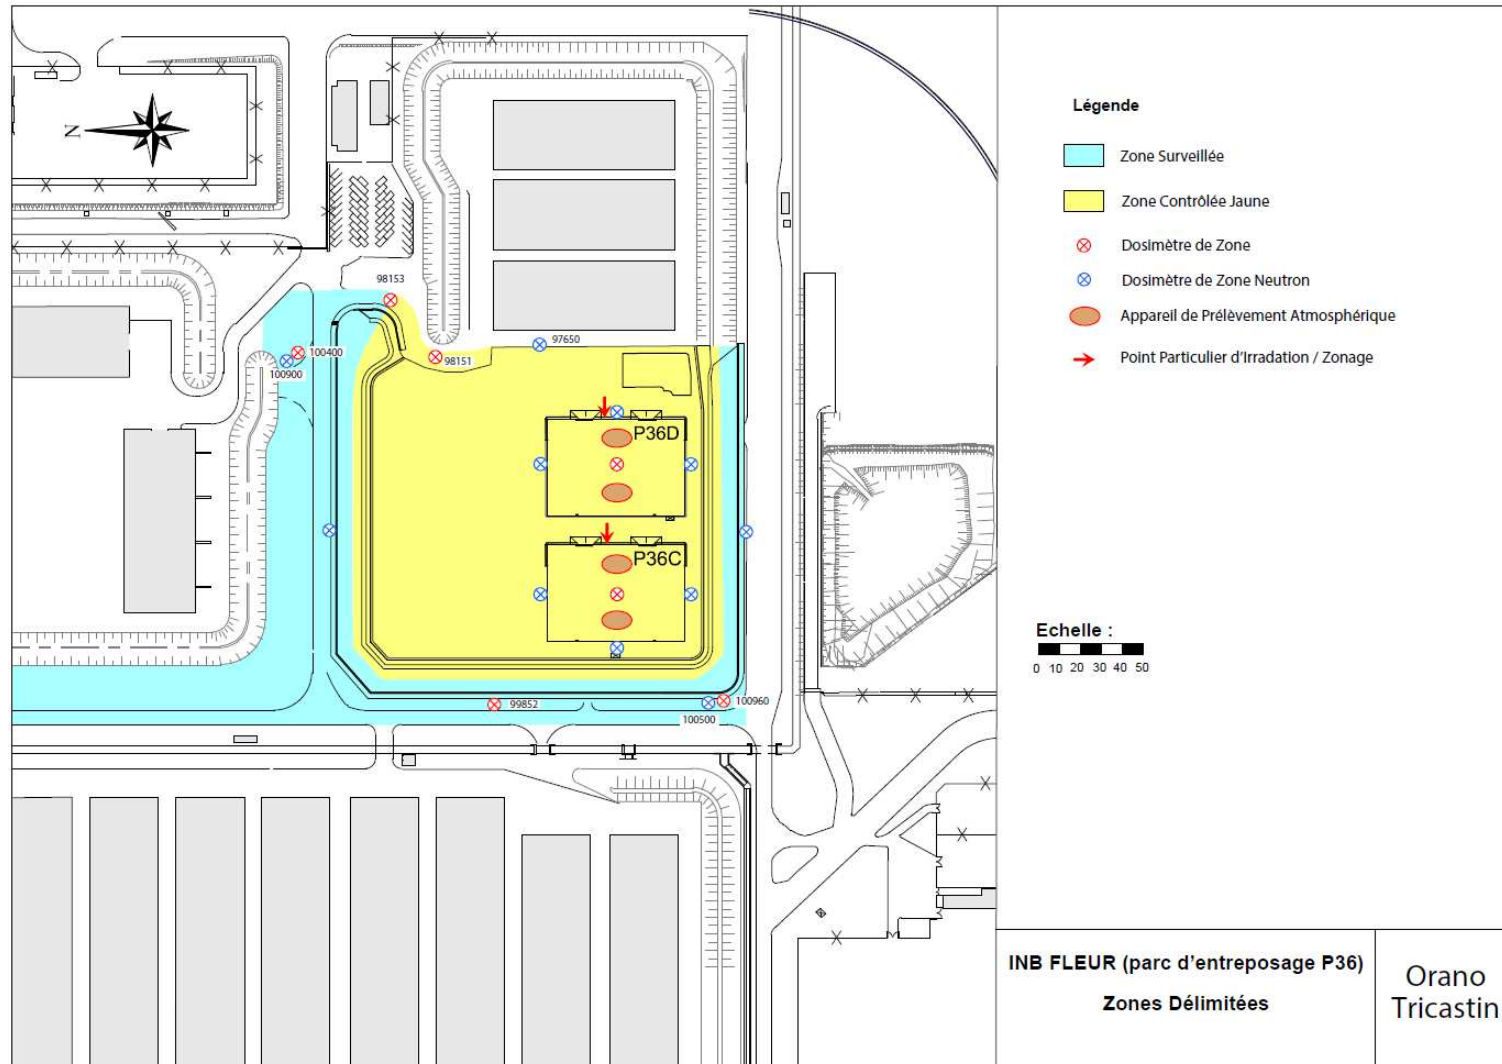 N
98153
98151
97650
100400
100900
P36D
P36C
99852
100960
100500
Légende
Zone Surveillée
Zone Contrôlée Jaune
Dosimètre de Zone
Dosimètre de Zone Neutron
Appareil de Prélèvement Atmosphérique
Point Particulier d'Irradation / Zonage
Echelle :
0 10 20 30 40 50
INB FLEUR (parc d'entreposage P36)
Zones Délimitées
Orano
Tricastin